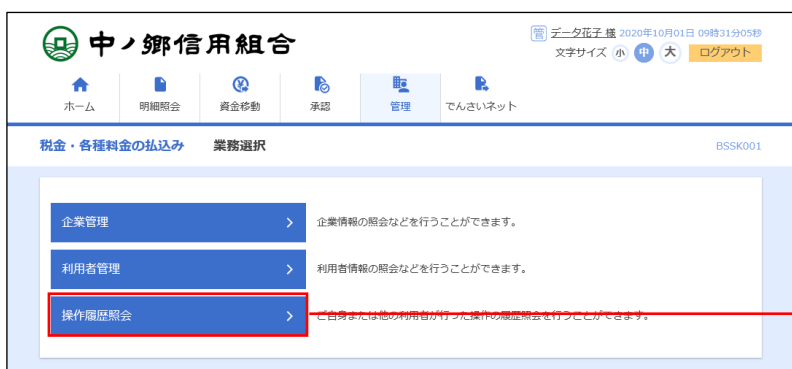 中ノ郷信用組合
管 データ花子 様 2020年10月01日 09時31分05秒
文字サイズ 小 中 大 ログアウト
ホーム 明細照会 資金移動 承認 管理 でんさいネット
税金・各種料金の払込み 業務選択 BSSK001
企業管理 企業情報の照会などを行うことができます。
利用者管理 利用者情報の照会などを行うことができます。
操作履歴照会 ご自身または他の利用者が行った操作の履歴照会を行うことができます。